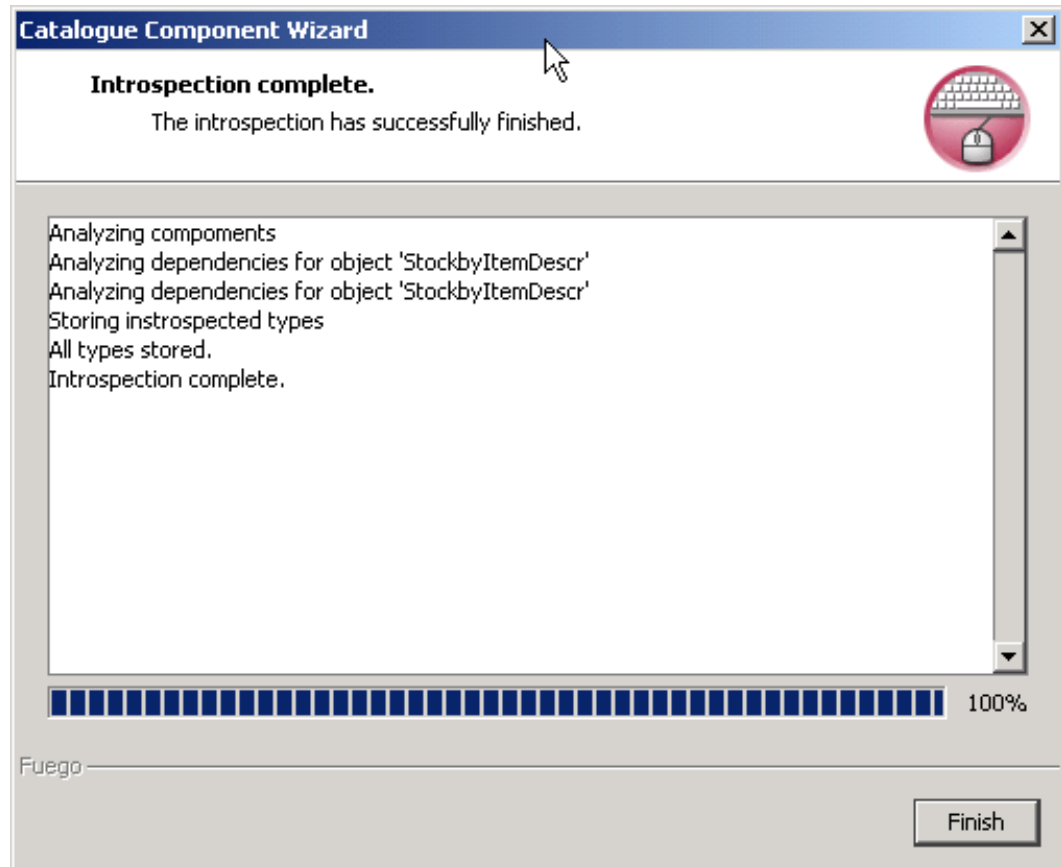 Catalogue Component Wizard
Introspection complete.
The introspection has successfully finished.
Analyzing compoments
Analyzing dependencies for object 'StockbyItemDescr'
Analyzing dependencies for object 'StockbyItemDescr'
Storing instrospected types
All types stored.
Introspection complete.
100%
Fuego
Finish